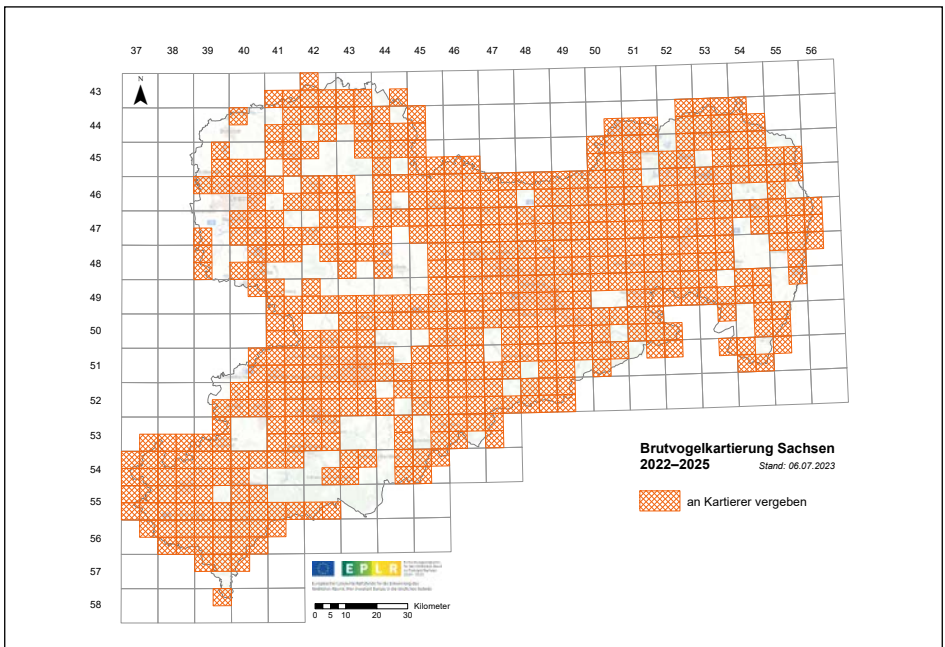 37 38 39 40 41 42 43 44 45 46 47 48 49 50 51 52 53 54 55 56
N
43
44
45
46
47
48
49
50
51
52
53
54
55
56
57
58
Brutvogelkartierung Sachsen
2022–2025 Stand: 06.07.2023
an Kartierer vergeben
EPLR
0 5 10 20 30 Kilometer